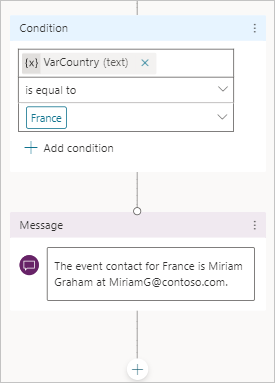 Condition
{x} VarCountry (text) ×
is equal to
France
+ Add condition
Message
The event contact for France is Miriam
Graham at MiriamG@contoso.com.